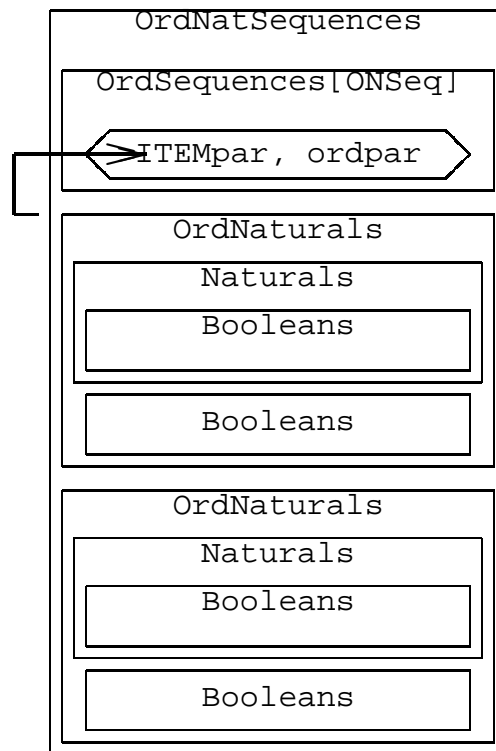 OrdNatSequences
OrdSequences[ONSeq]
ITEMpar, ordpar
OrdNaturals
Naturals
Booleans
Booleans
OrdNaturals
Naturals
Booleans
Booleans